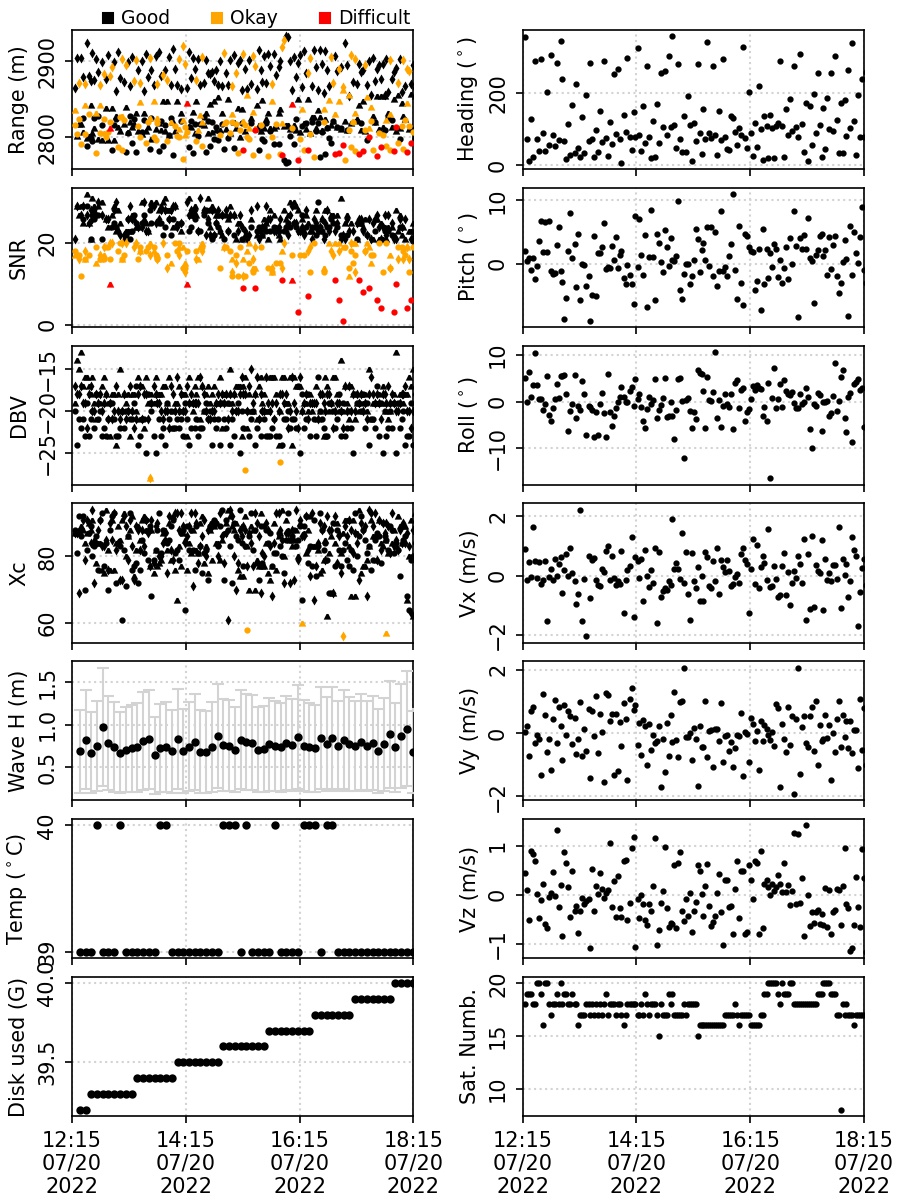 Good Okay Difficult
Range (m)
2900
2800
Heading (°)
200
0
SNR
20
0
Pitch (°)
10
0
DBV
−15
−20
−25
Roll (°)
10
0
−10
Xc
80
60
Vx (m/s)
2
0
−2
Wave H (m)
1.5
1.0
0.5
Vy (m/s)
2
0
−2
Temp (°C)
40
39
Vz (m/s)
1
0
−1
Disk used (G)
40.0
39.5
Sat. Numb.
20
15
10
12:15 14:15 16:15 18:15 12:15 14:15 16:15 18:15
07/20 07/20 07/20 07/20 07/20 07/20 07/20 07/20
2022 2022 2022 2022 2022 2022 2022 2022